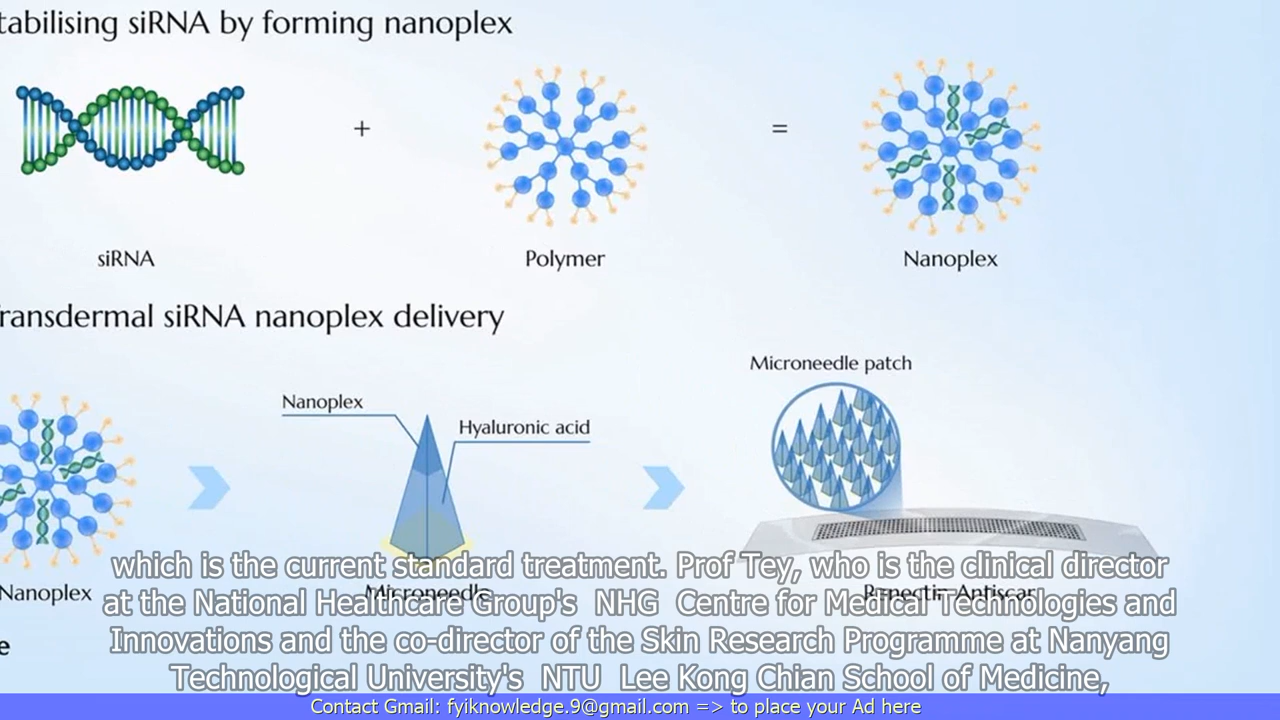 tabilising siRNA by forming nanoplex
+
=
siRNA
Polymer
Nanoplex
ransdermal siRNA nanoplex delivery
Microneedle patch
Nanoplex
Hyaluronic acid
Nanoplex
Microneedle
which is the current standard treatment. Prof Tey, who is the clinical director
at the National Healthcare Group's NHG Centre for Medical Technologies and
Innovations and the co-director of the Skin Research Programme at Nanyang
Technological University's NTU Lee Kong Chian School of Medicine,
e
Contact Gmail: fyiknowledge.9@gmail.com => to place your Ad here